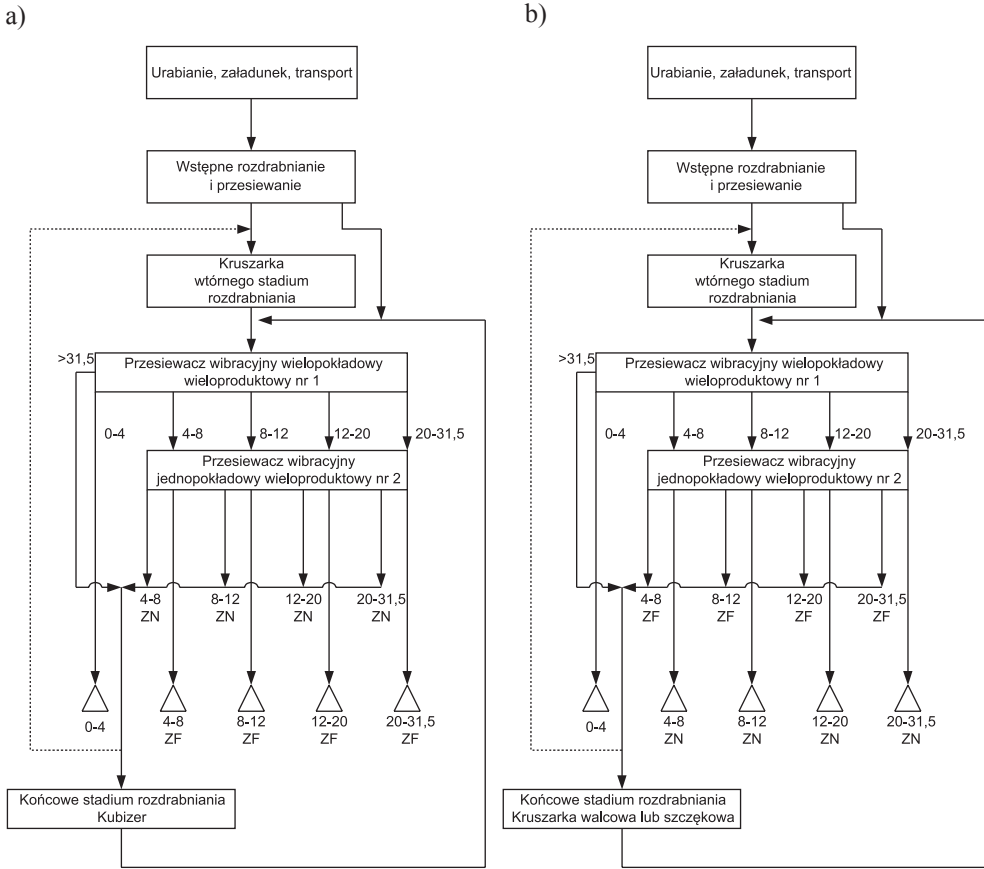 a)
Urabianie, załadunek, transport
Wstępne rozdrabnianie
i przesiewanie
Kruszarka
wtórnego stadium
rozdrabniania
>31,5
Przesiewacz wibracyjny wielopokładowy
wieloproduktowy nr 1
0-4
4-8
8-12
12-20
20-31,5
Przesiewacz wibracyjny
jednopokładowy wieloproduktowy nr 2
4-8
ZN
8-12
ZN
12-20
ZN
20-31,5
ZN
0-4
4-8
ZF
8-12
ZF
12-20
ZF
20-31,5
ZF
Końcowe stadium rozdrabniania
Kubizer
b)
Urabianie, załadunek, transport
Wstępne rozdrabnianie
i przesiewanie
Kruszarka
wtórnego stadium
rozdrabniania
>31,5
Przesiewacz wibracyjny wielopokładowy
wieloproduktowy nr 1
0-4
4-8
8-12
12-20
20-31,5
Przesiewacz wibracyjny
jednopokładowy wieloproduktowy nr 2
4-8
ZF
8-12
ZF
12-20
ZF
20-31,5
ZF
0-4
4-8
ZN
8-12
ZN
12-20
ZN
20-31,5
ZN
Końcowe stadium rozdrabniania
Kruszarka walcowa lub szczękowa